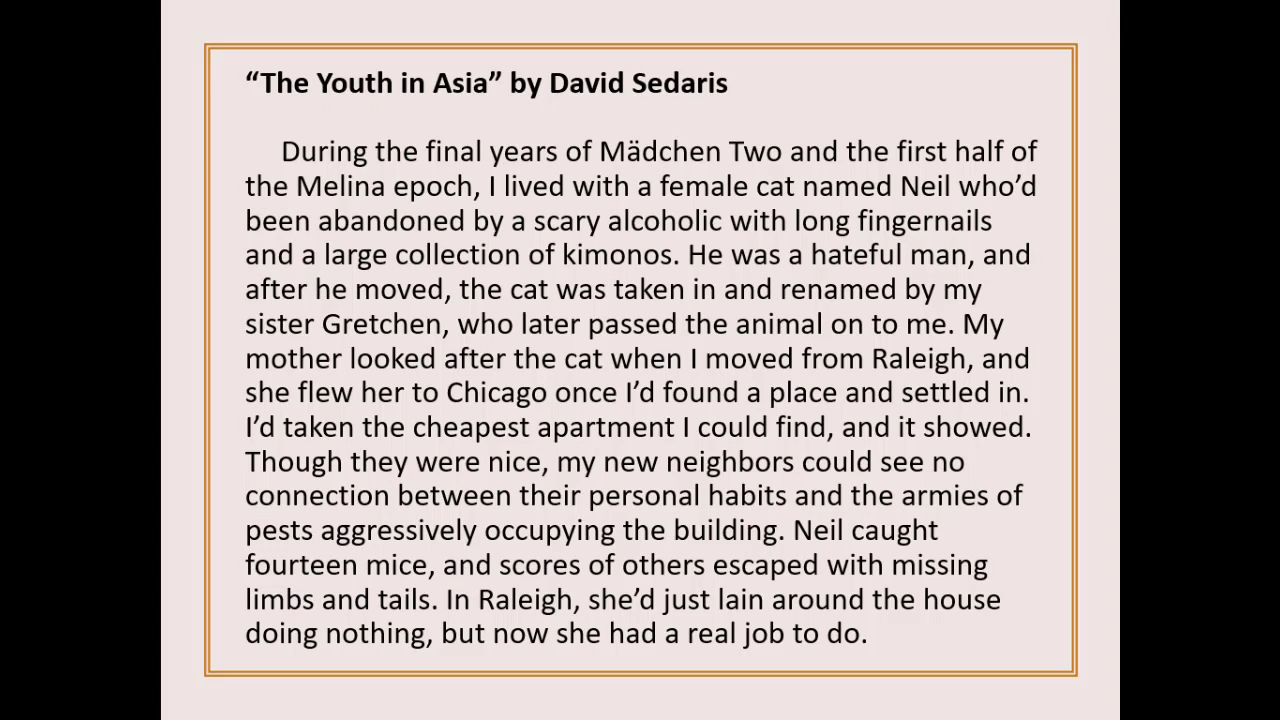 “The Youth in Asia” by David Sedaris
During the final years of Mädchen Two and the first half of
the Melina epoch, I lived with a female cat named Neil who’d
been abandoned by a scary alcoholic with long fingernails
and a large collection of kimonos. He was a hateful man, and
after he moved, the cat was taken in and renamed by my
sister Gretchen, who later passed the animal on to me. My
mother looked after the cat when I moved from Raleigh, and
she flew her to Chicago once I’d found a place and settled in.
I’d taken the cheapest apartment I could find, and it showed.
Though they were nice, my new neighbors could see no
connection between their personal habits and the armies of
pests aggressively occupying the building. Neil caught
fourteen mice, and scores of others escaped with missing
limbs and tails. In Raleigh, she’d just lain around the house
doing nothing, but now she had a real job to do.